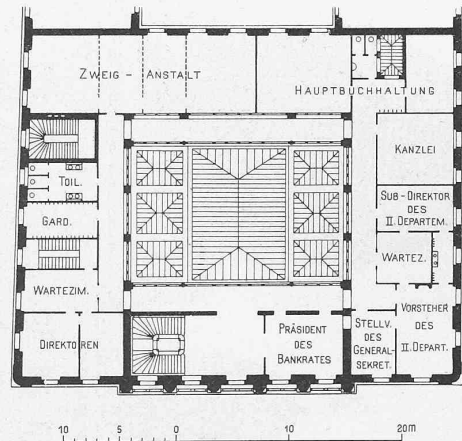 ZWEIG - ANSTALT
HAUPTBUCHHALTUNG
KANZLEI
TOIL.
SUB-DIREKTOR
DES
II. DEPARTEM.
GARD.
WARTEZ.
WARTEZIM.
DIREKTOREN
PRÄSIDENT
DES
BANKRATES
STELLV.
DES
GENERAL-
SEKRET.
VORSTEHER
DES
II. DEPART.
10 5 0 10 20m